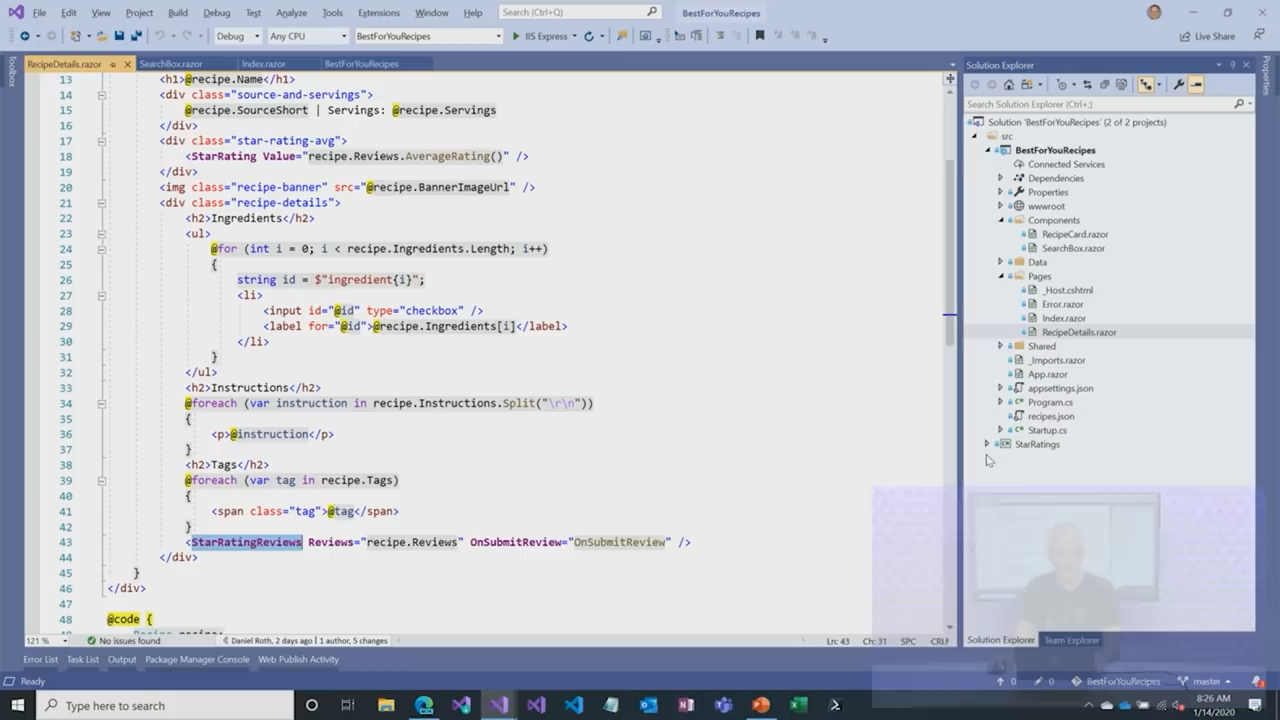 File Edit View Project Build Debug Test Analyze Tools Extensions Window Help Search (Ctrl+Q) BestForYouRecipes
Debug Any CPU BestForYouRecipes IIS Express Live Share
Toolbox
RecipeDetails.razor SearchBox.razor Index.razor BestForYouRecipes
13 <h1>@recipe.Name</h1>
14 <div class="source-and-servings">
15 @recipe.SourceShort | Servings: @recipe.Servings
16 </div>
17 <div class="star-rating-avg">
18 <StarRating Value="recipe.Reviews.AverageRating()" />
19 </div>
20 <img class="recipe-banner" src="@recipe.BannerImageUrl" />
21 <div class="recipe-details">
22 <h2>Ingredients</h2>
23 <ul>
24 @for (int i = 0; i < recipe.Ingredients.Length; i++)
25 {
26 string id = $"ingredient{i}";
27 <li>
28 <input id="@id" type="checkbox" />
29 <label for="@id">@recipe.Ingredients[i]</label>
30 </li>
31 }
32 </ul>
33 <h2>Instructions</h2>
34 @foreach (var instruction in recipe.Instructions.Split("\r\n"))
35 {
36 <p>@instruction</p>
37 }
38 <h2>Tags</h2>
39 @foreach (var tag in recipe.Tags)
40 {
41 <span class="tag">@tag</span>
42 }
43 <StarRatingReviews Reviews="recipe.Reviews" OnSubmitReview="OnSubmitReview" />
44 </div>
45 }
46 </div>
47
48 @code {
121 % No issues found Daniel Roth, 2 days ago | 1 author, 5 changes Ln: 43 Ch: 31 SPC CRLF
Solution Explorer
Search Solution Explorer (Ctrl+;)
Solution 'BestForYouRecipes' (2 of 2 projects)
src
BestForYouRecipes
Connected Services
Dependencies
Properties
wwwroot
Components
RecipeCard.razor
SearchBox.razor
Data
Pages
_Host.cshtml
Error.razor
Index.razor
RecipeDetails.razor
Shared
_Imports.razor
App.razor
appsettings.json
Program.cs
recipes.json
Startup.cs
StarRatings
Solution Explorer Team Explorer
Properties
Error List Task List Output Package Manager Console Web Publish Activity
Ready 0 0 BestForYouRecipes master
Type here to search
8:26 AM
1/14/2020